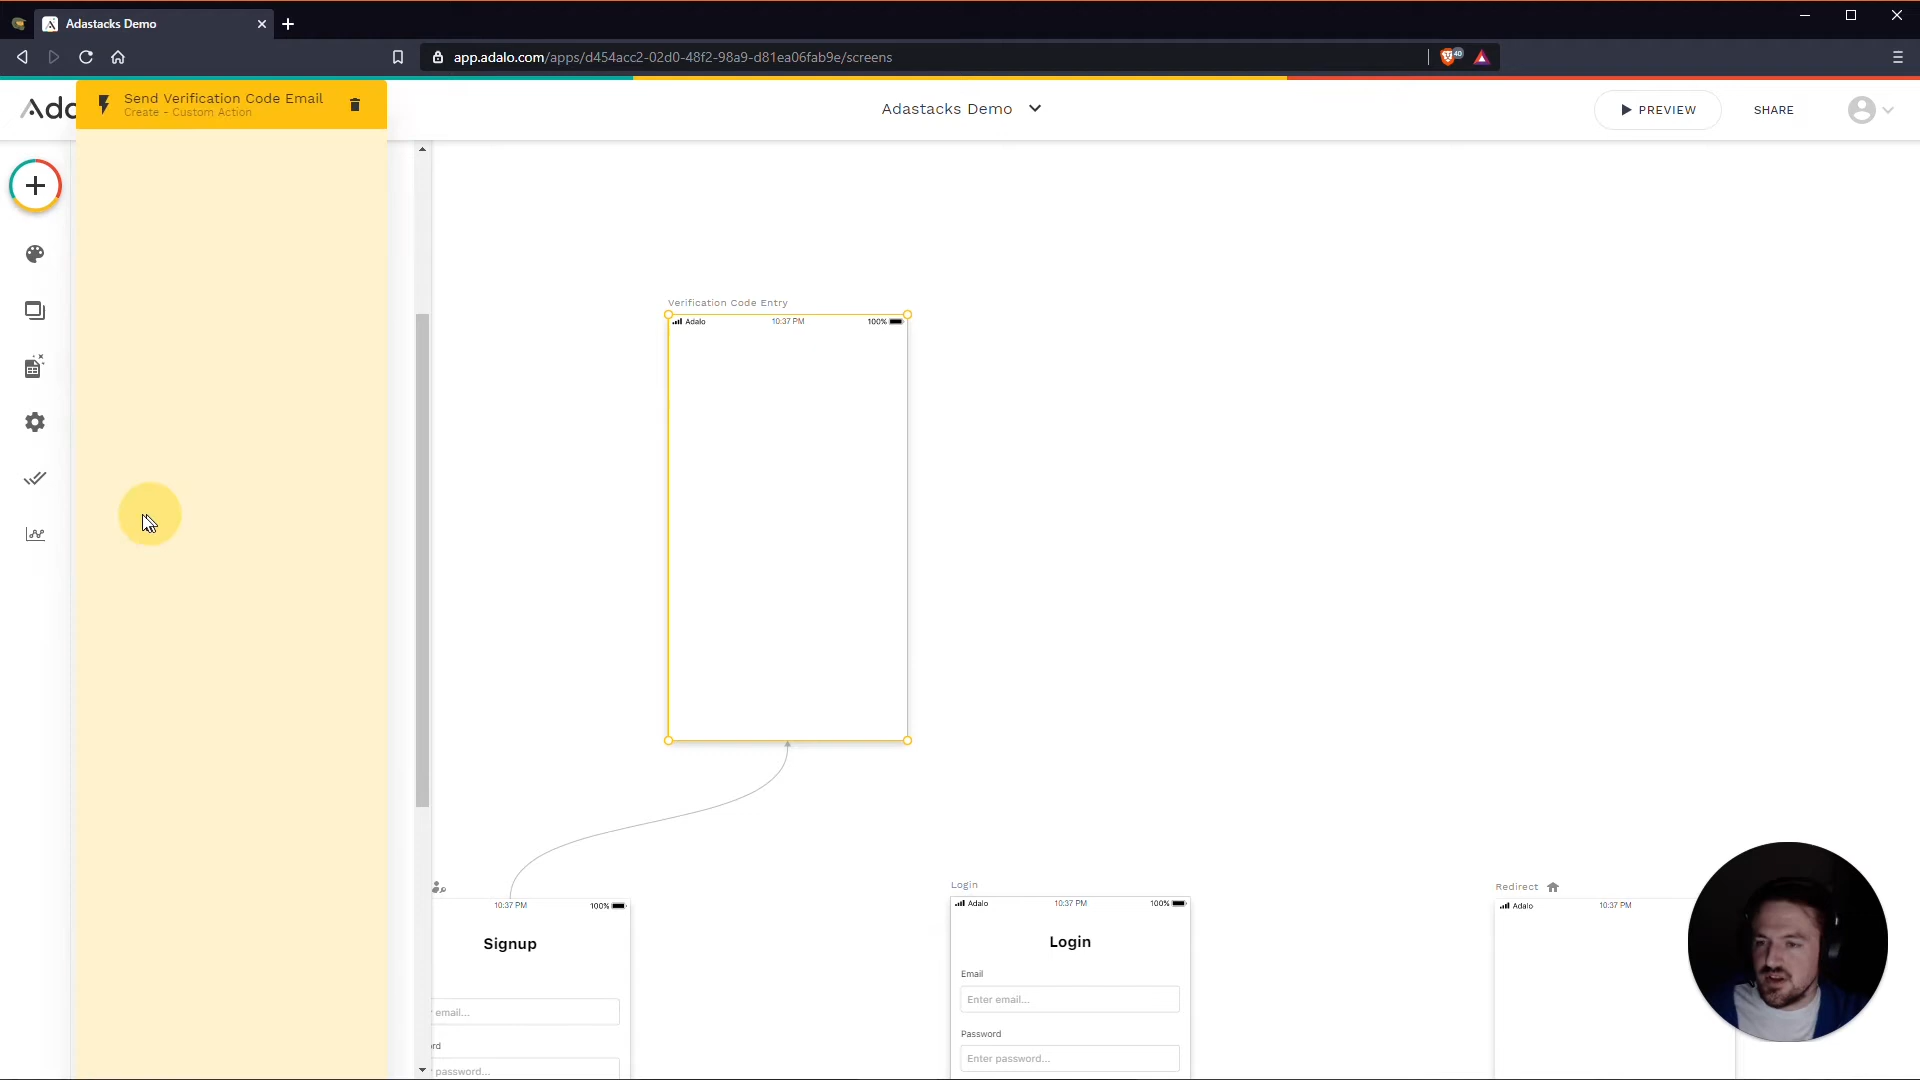 Adastacks Demo
app.adalo.com/apps/d454acc2-02d0-48f2-98a9-d81ea06fab9e/screens
40
Send Verification Code Email
Create - Custom Action
Adastacks Demo
PREVIEW
SHARE
Verification Code Entry
Adalo
10:37 PM
100%
10:37 PM
100%
Signup
email...
password...
Login
Adalo
10:37 PM
100%
Login
Email
Enter email...
Password
Enter password...
Redirect
Adalo
10:37 PM